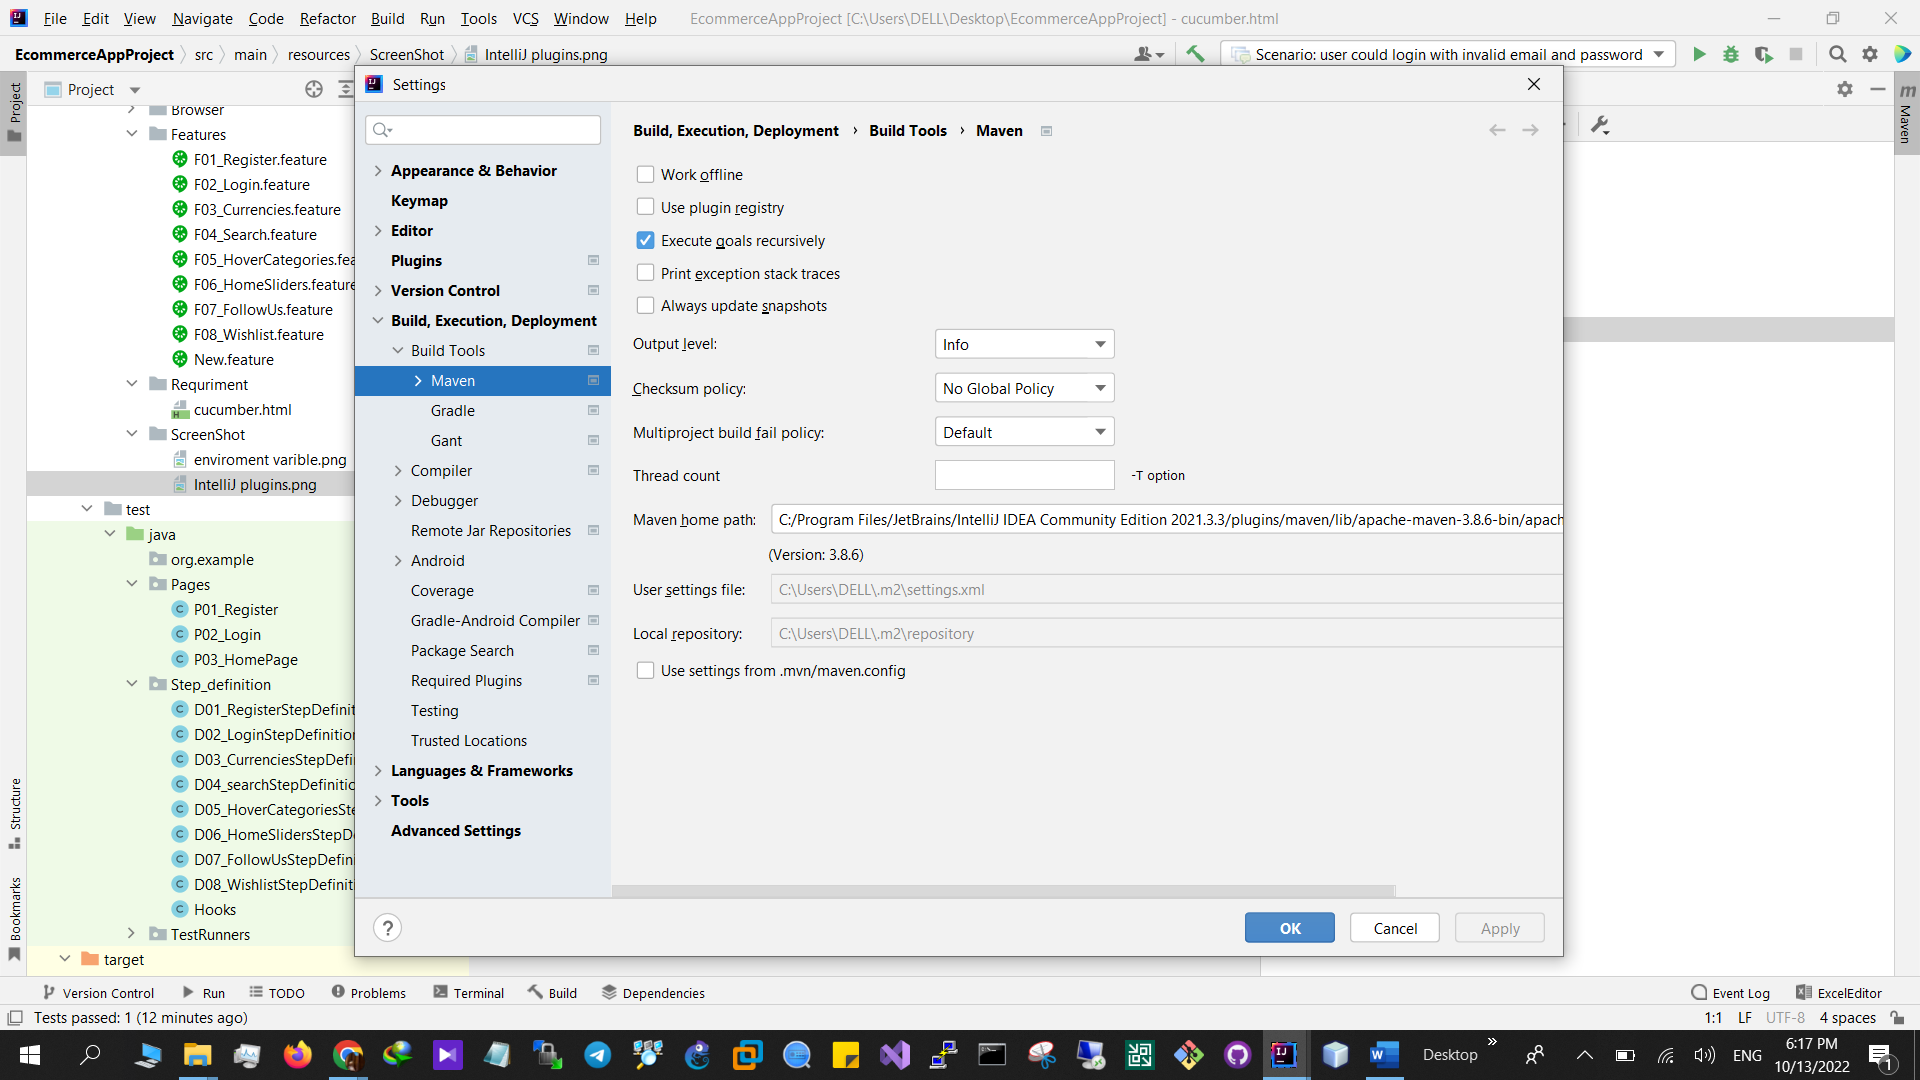 File Edit View Navigate Code Refactor Build Run Tools VCS Window Help EcommerceAppProject [C:\Users\DELL\Desktop\EcommerceAppProject] - cucumber.html
EcommerceAppProject src main resources ScreenShot IntelliJ plugins.png
Scenario: user could login with invalid email and password
Project
Project
Browser
Features
F01_Register.feature
F02_Login.feature
F03_Currencies.feature
F04_Search.feature
F05_HoverCategories.fea
F06_HomeSliders.feature
F07_FollowUs.feature
F08_Wishlist.feature
New.feature
Requriment
cucumber.html
ScreenShot
enviroment varible.png
IntelliJ plugins.png
test
java
org.example
Pages
P01_Register
P02_Login
P03_HomePage
Step_definition
D01_RegisterStepDefinit
D02_LoginStepDefinition
D03_CurrenciesStepDefi
D04_searchStepDefinitic
D05_HoverCategoriesSte
D06_HomeSlidersStepD
D07_FollowUsStepDefin
D08_WishlistStepDefinit
Hooks
TestRunners
target
Structure
Bookmarks
Settings
Appearance & Behavior
Keymap
Editor
Plugins
Version Control
Build, Execution, Deployment
Build Tools
Maven
Gradle
Gant
Compiler
Debugger
Remote Jar Repositories
Android
Coverage
Gradle-Android Compiler
Package Search
Required Plugins
Testing
Trusted Locations
Languages & Frameworks
Tools
Advanced Settings
Build, Execution, Deployment › Build Tools › Maven
Work offline
Use plugin registry
Execute goals recursively
Print exception stack traces
Always update snapshots
Output level: Info
Checksum policy: No Global Policy
Multiproject build fail policy: Default
Thread count -T option
Maven home path: C:/Program Files/JetBrains/IntelliJ IDEA Community Edition 2021.3.3/plugins/maven/lib/apache-maven-3.8.6-bin/apach
(Version: 3.8.6)
User settings file: C:\Users\DELL\.m2\settings.xml
Local repository: C:\Users\DELL\.m2\repository
Use settings from .mvn/maven.config
? OK Cancel Apply
m Maven
Version Control Run TODO Problems Terminal Build Dependencies Event Log ExcelEditor
Tests passed: 1 (12 minutes ago) 1:1 LF UTF-8 4 spaces
Desktop » ENG 6:17 PM
10/13/2022 1